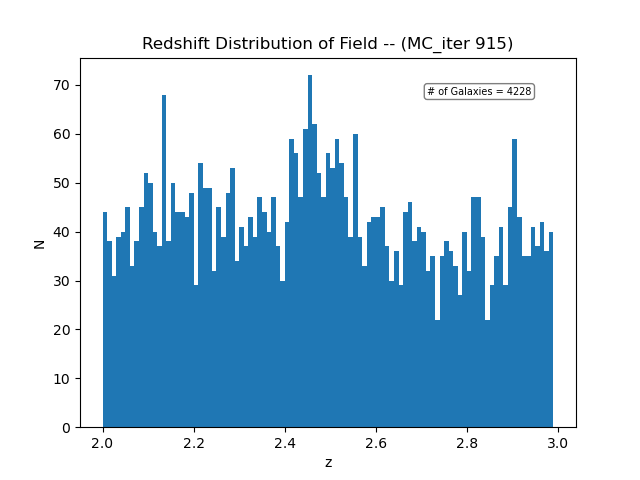 Redshift Distribution of Field -- (MC_iter 915)
# of Galaxies = 4228
70
60
50
40
30
20
10
0
N
2.0 2.2 2.4 2.6 2.8 3.0
z